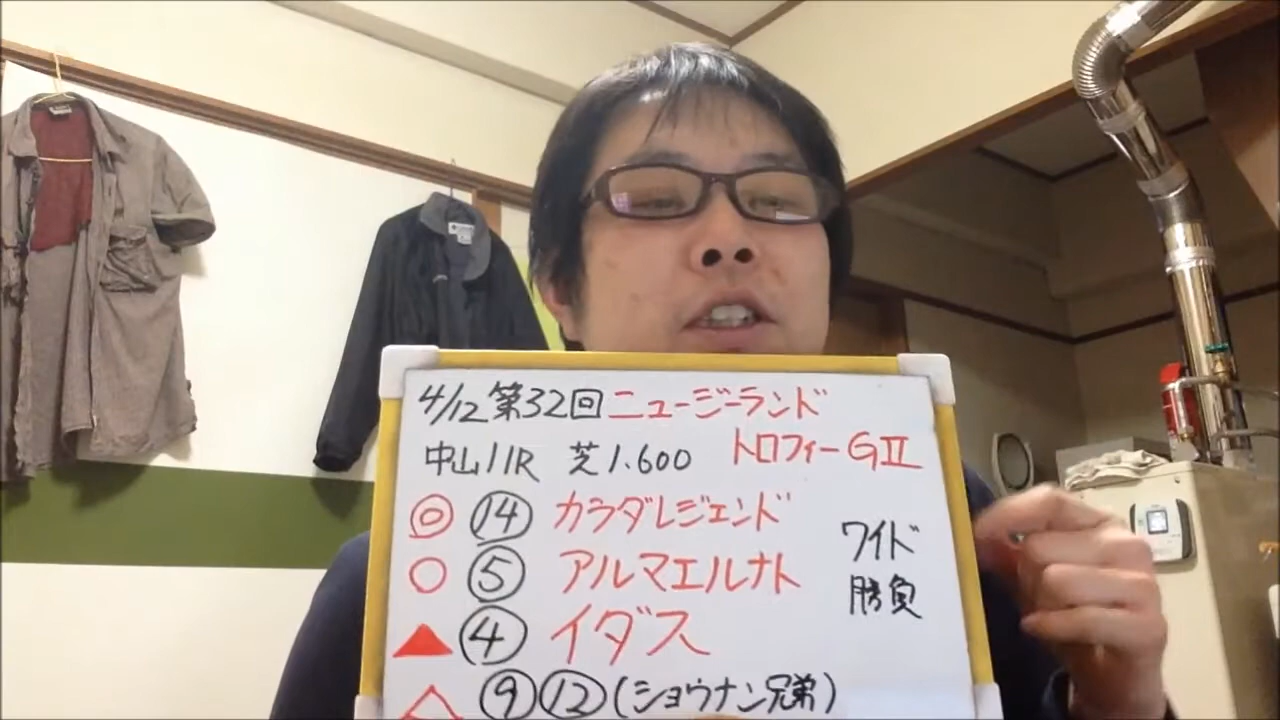 4/12 第32回 ニュージーランド
中山11R 芝1.600 トロフィーGⅡ
◎ ⑭ カラダレジェンド
○ ⑤ アルマエルナト
▲ ④ イダス
△ ⑨⑫(ショウナン兄弟)
ワイド
勝負